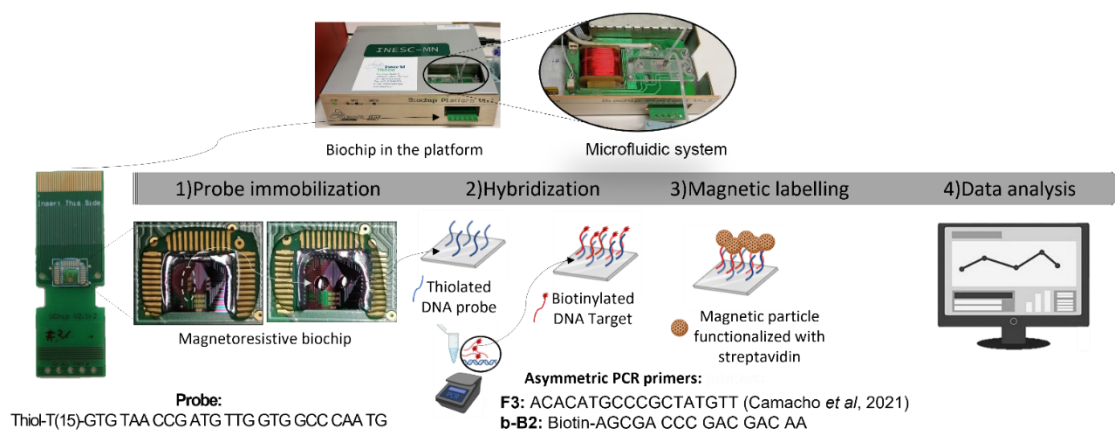 INESC-MN
Biochip Platform
Biochip in the platform
Microfluidic system
1)Probe immobilization
2)Hybridization
3)Magnetic labelling
4)Data analysis
Insert This Side
Thiolated
DNA probe
Biotinylated
DNA Target
Magnetic particle
functionalized with
streptavidin
Magnetoresistive biochip
PCR
Asymmetric PCR primers:
Probe:
F3: ACACATGCCCGCTATGTT (Camacho et al, 2021)
Thiol-T(15)-GTG TAA CCG ATG TTG GTG GCC CAA TG
b-B2: Biotin-AGCGA CCC GAC GAC AA